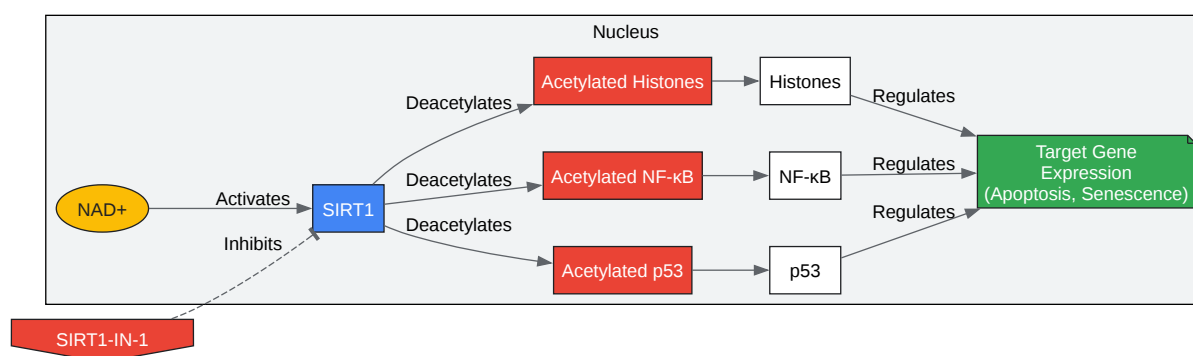 Nucleus
Acetylated Histones
Histones
Deacetylates
Regulates
Target Gene
Expression
(Apoptosis, Senescence)
Acetylated NF-κB
NF-κB
Deacetylates
Regulates
NAD+
Activates
SIRT1
Deacetylates
Regulates
Inhibits
Acetylated p53
p53
SIRT1-IN-1